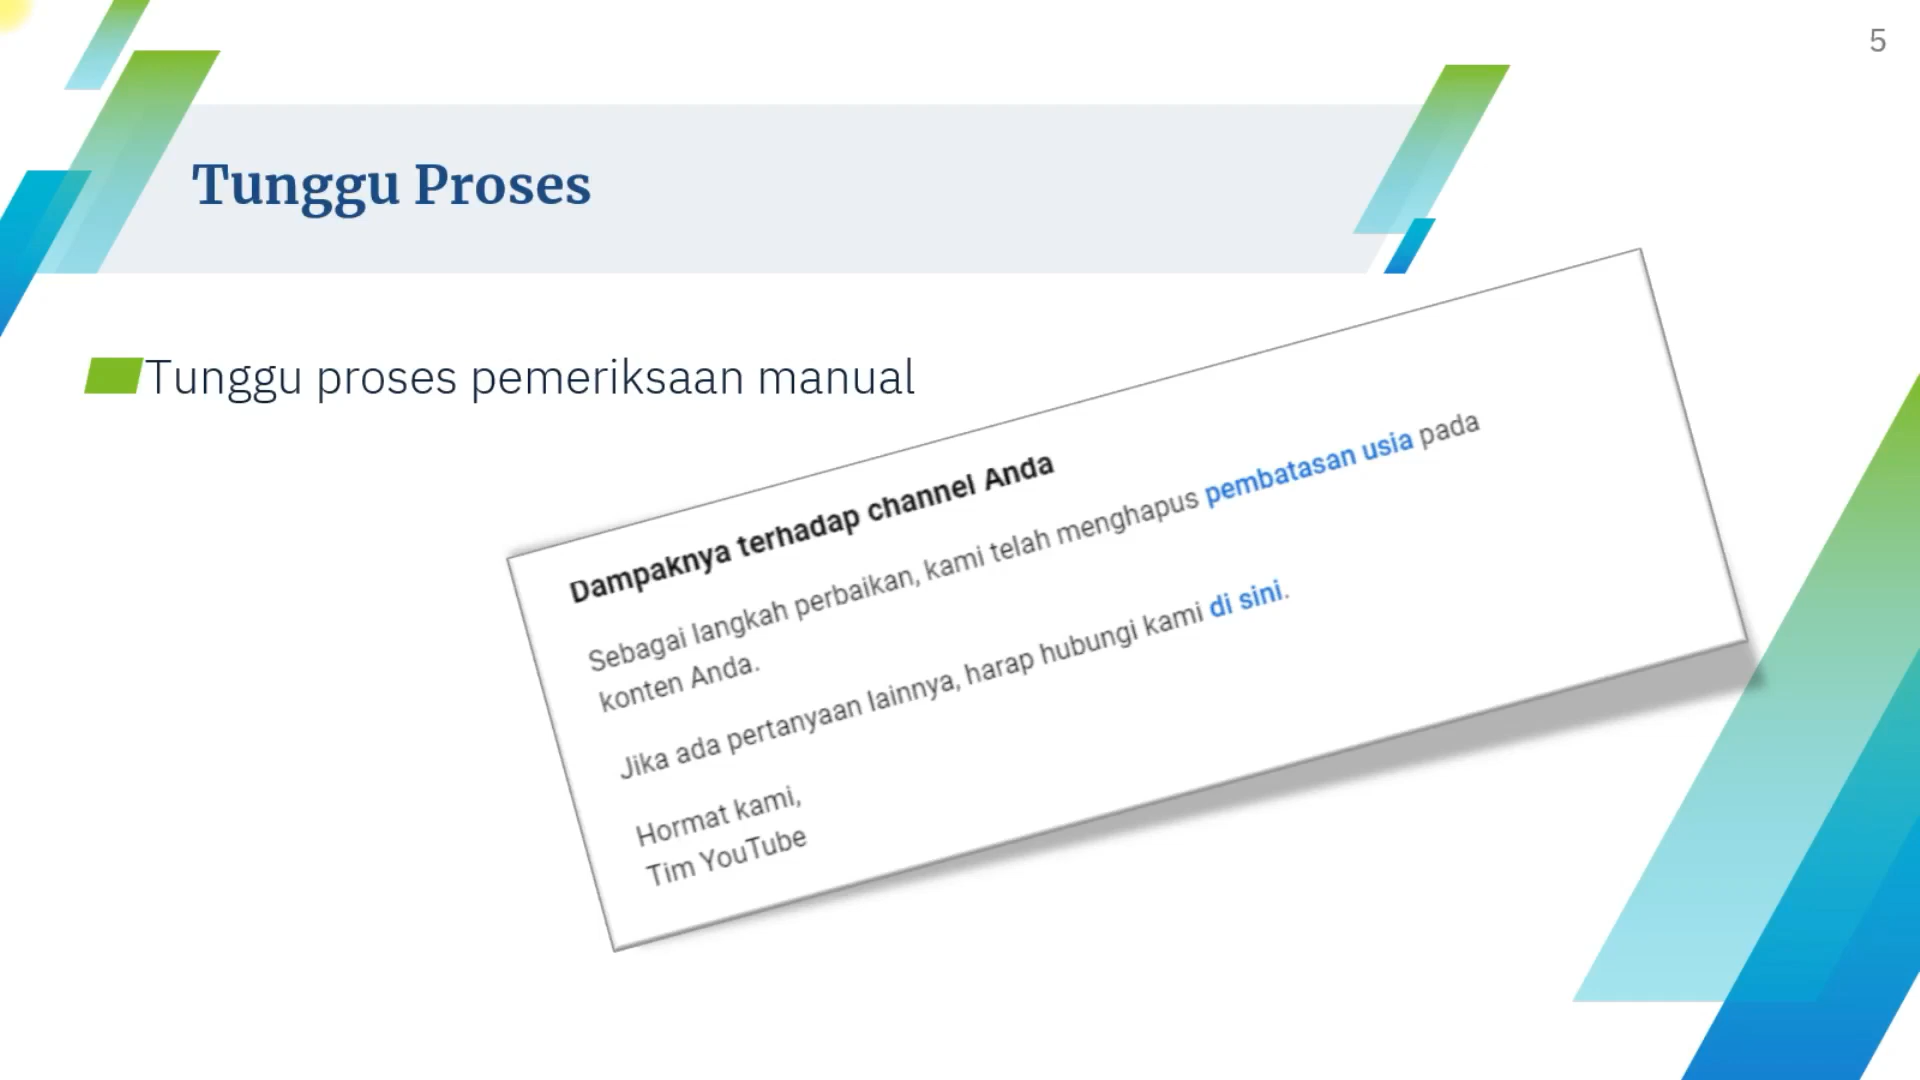 5
Tunggu Proses
Tunggu proses pemeriksaan manual
Dampaknya terhadap channel Anda
Sebagai langkah perbaikan, kami telah menghapus pembatasan usia pada
konten Anda.
Jika ada pertanyaan lainnya, harap hubungi kami di sini.
Hormat kami,
Tim YouTube